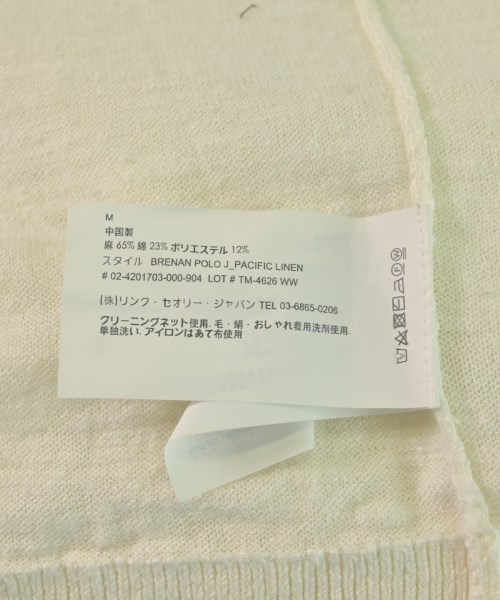 M
中国製
麻 65% 綿 23% ポリエステル 12%
スタイル BRENAN POLO J_PACIFIC LINEN
# 02-4201703-000-904 LOT # TM-4626 WW
(株)リンク・セオリー・ジャパン TEL 03-6865-0206
クリーニングネット使用. 毛・絹・おしゃれ着用洗剤使用.
単独洗い. アイロンはあて布使用